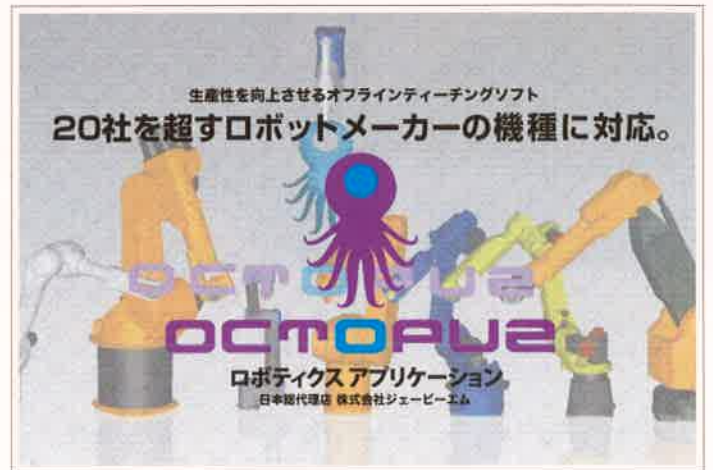 生産性を向上させるオフラインティーチングソフト
20社を超すロボットメーカーの機種に対応。
OCTOPUZ
OCTOPUZ
ロボティクス アプリケーション
日本総代理店 株式会社ジェービーエム